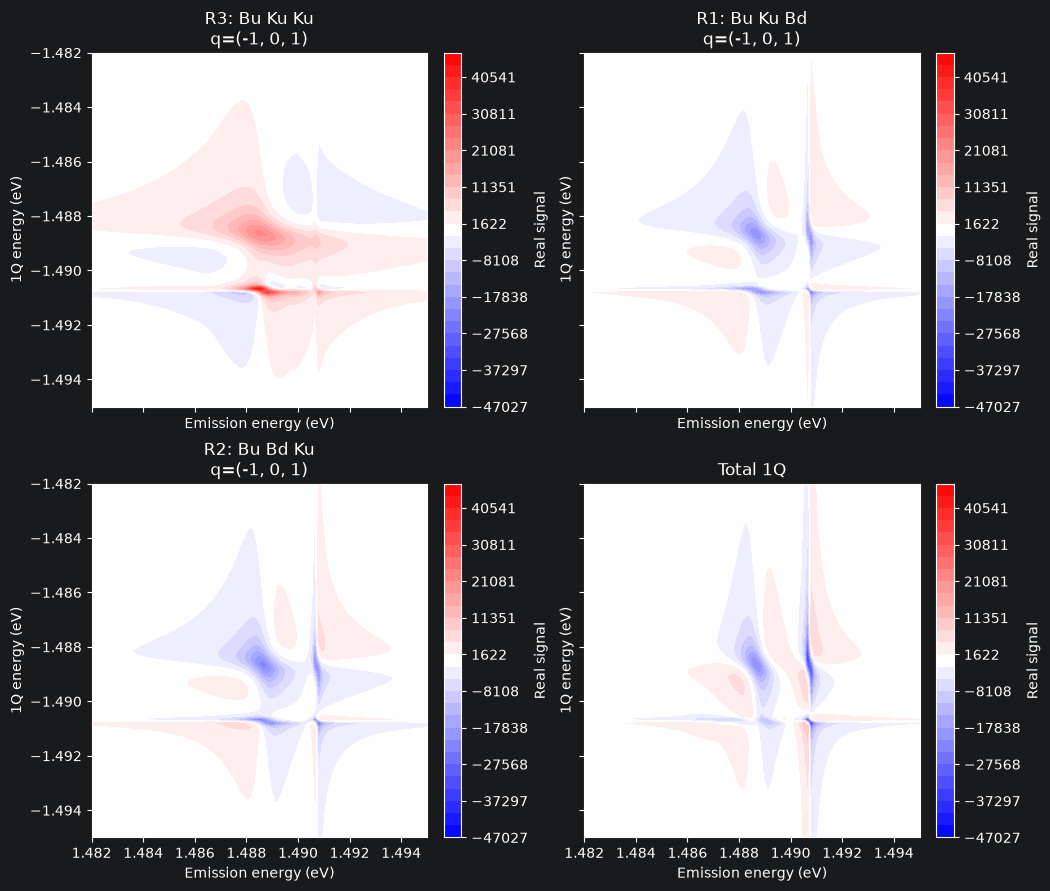 R3: Bu Ku Ku
q=(-1, 0, 1)
−1.482
−1.484
−1.486
−1.488
−1.490
−1.492
−1.494
1Q energy (eV)
Emission energy (eV)
40541
30811
21081
11351
1622
−8108
−17838
−27568
−37297
−47027
Real signal
R1: Bu Ku Bd
q=(-1, 0, 1)
1Q energy (eV)
Emission energy (eV)
40541
30811
21081
11351
1622
−8108
−17838
−27568
−37297
−47027
Real signal
R2: Bu Bd Ku
q=(-1, 0, 1)
−1.482
−1.484
−1.486
−1.488
−1.490
−1.492
−1.494
1Q energy (eV)
1.482 1.484 1.486 1.488 1.490 1.492 1.494
Emission energy (eV)
40541
30811
21081
11351
1622
−8108
−17838
−27568
−37297
−47027
Real signal
Total 1Q
1Q energy (eV)
1.482 1.484 1.486 1.488 1.490 1.492 1.494
Emission energy (eV)
40541
30811
21081
11351
1622
−8108
−17838
−27568
−37297
−47027
Real signal